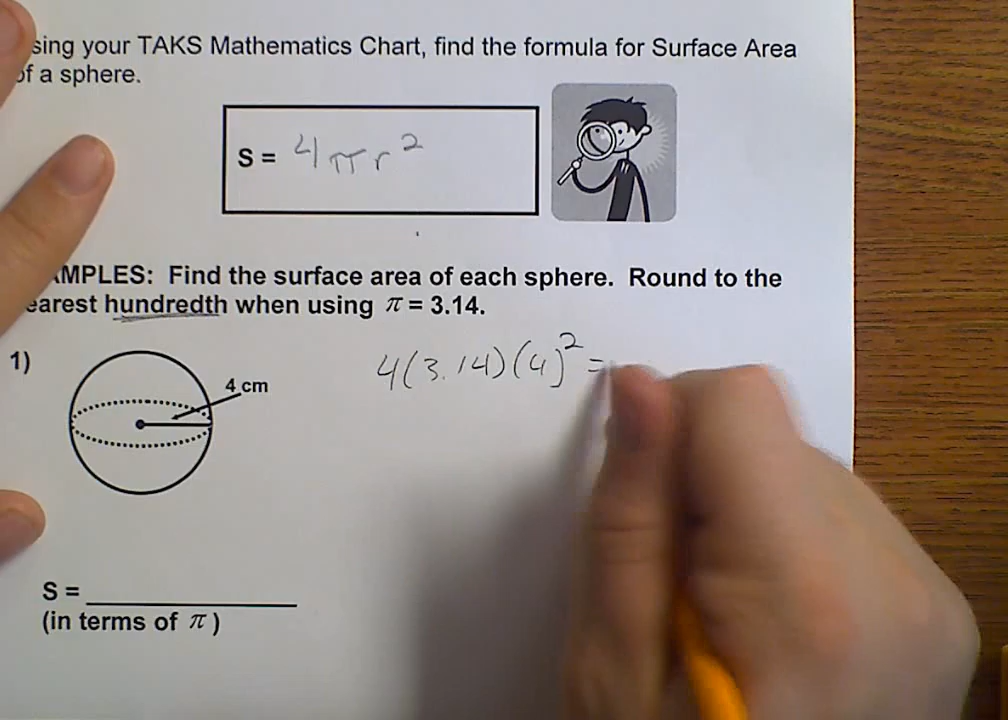 sing your TAKS Mathematics Chart, find the formula for Surface Area
of a sphere.
S = 4πr²
MPLES: Find the surface area of each sphere. Round to the
earest hundredth when using π = 3.14.
1)
4(3.14)(4)² =
4 cm
S = ____________
(in terms of π)